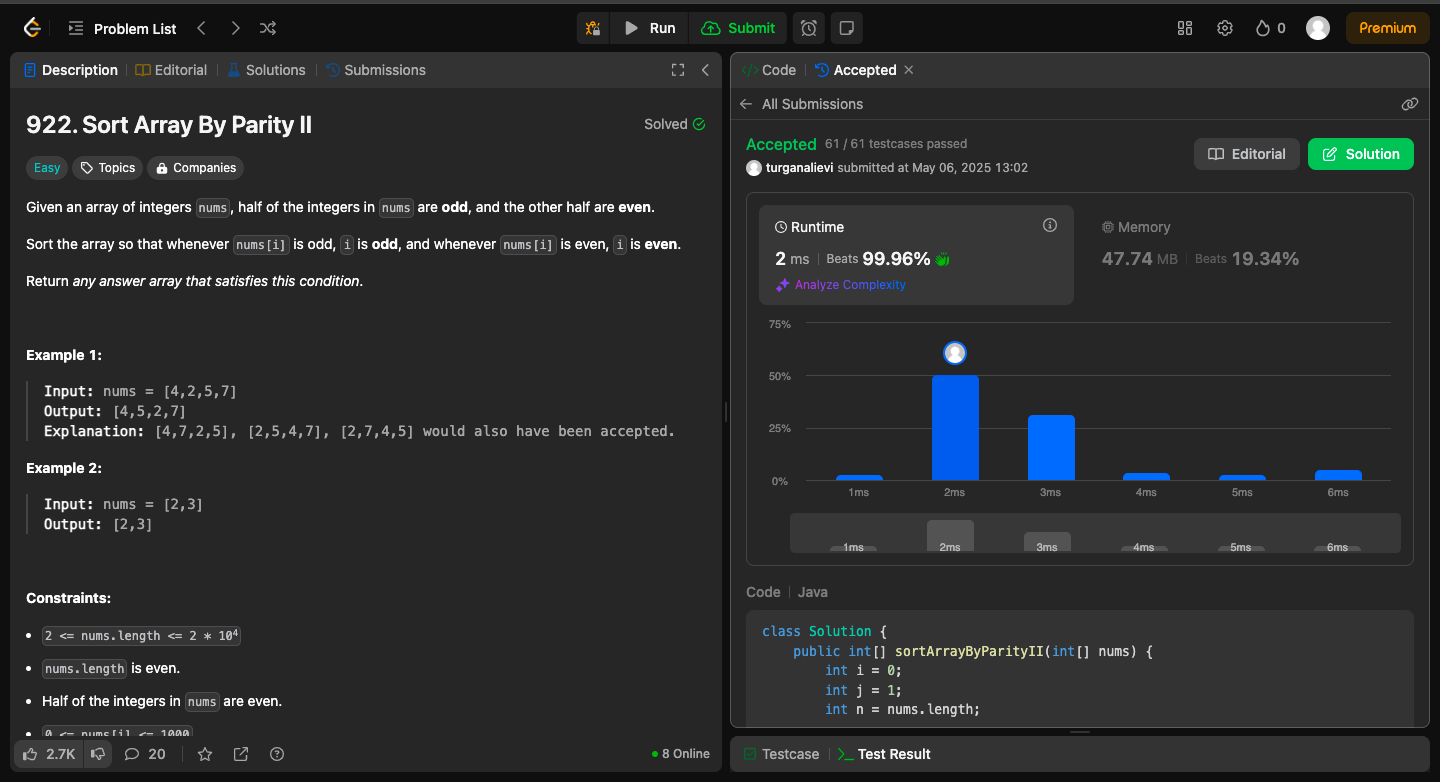 Problem List
Run
Submit
0
Premium
Description
Editorial
Solutions
Submissions
922. Sort Array By Parity II
Solved
Easy
Topics
Companies
Given an array of integers nums, half of the integers in nums are odd, and the other half are even.
Sort the array so that whenever nums[i] is odd, i is odd, and whenever nums[i] is even, i is even.
Return any answer array that satisfies this condition.
Example 1:
Input: nums = [4,2,5,7]
Output: [4,5,2,7]
Explanation: [4,7,2,5], [2,5,4,7], [2,7,4,5] would also have been accepted.
Example 2:
Input: nums = [2,3]
Output: [2,3]
Constraints:
2 <= nums.length <= 2 * 10⁴
nums.length is even.
Half of the integers in nums are even.
0 <= nums[i] <= 1000
2.7K
20
8 Online
Code
Accepted
All Submissions
Accepted 61 / 61 testcases passed
turganalievi submitted at May 06, 2025 13:02
Editorial
Solution
Runtime
2 ms Beats 99.96%
Analyze Complexity
Memory
47.74 MB Beats 19.34%
75%
50%
25%
0%
1ms 2ms 3ms 4ms 5ms 6ms
1ms 2ms 3ms 4ms 5ms 6ms
Code Java
class Solution {
public int[] sortArrayByParityII(int[] nums) {
int i = 0;
int j = 1;
int n = nums.length;
Testcase
Test Result